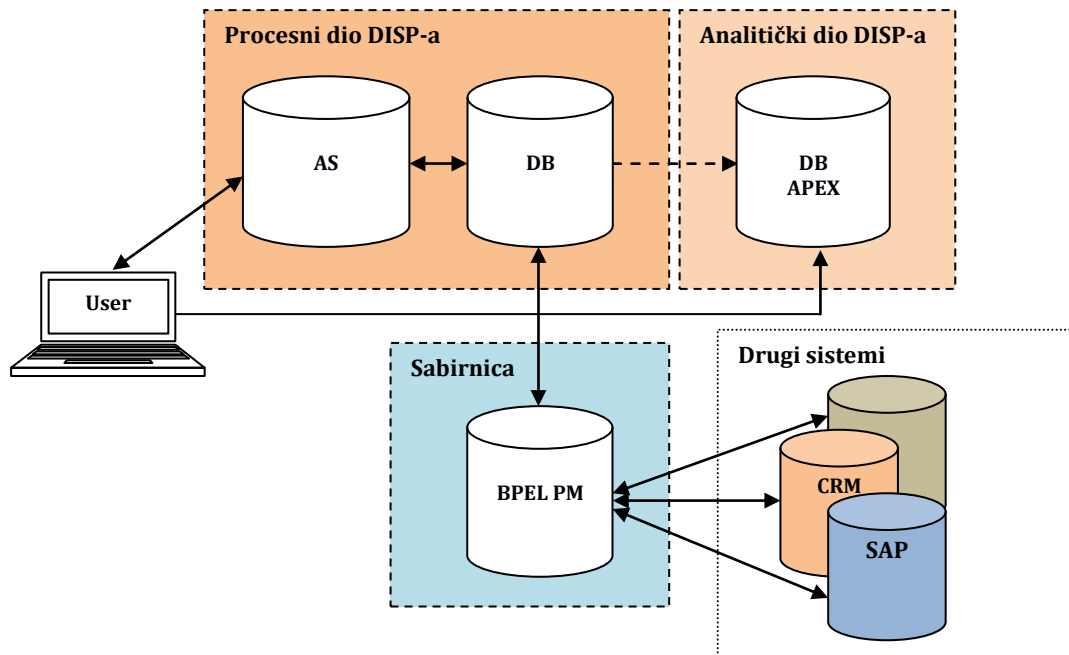 Procesni dio DISP-a
Analitički dio DISP-a
AS
DB
DB
APEX
User
Sabirnica
Drugi sistemi
BPEL PM
CRM
SAP